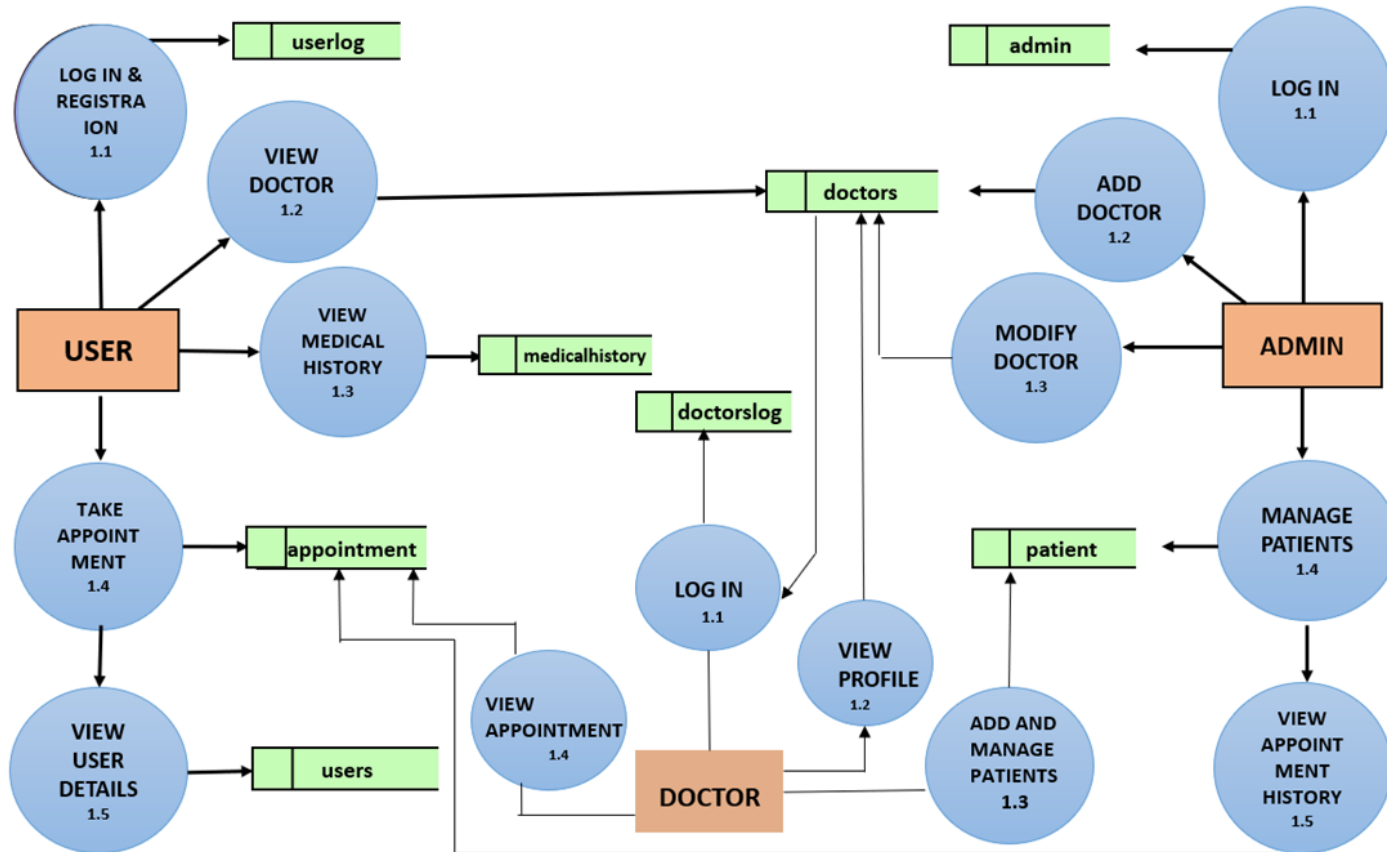 userlog
LOG IN &
REGISTRA
ION
1.1
admin
LOG IN
1.1
VIEW
DOCTOR
1.2
doctors
ADD
DOCTOR
1.2
USER
VIEW
MEDICAL
HISTORY
1.3
medicalhistory
MODIFY
DOCTOR
1.3
ADMIN
doctorslog
TAKE
APPOINT
MENT
1.4
appointment
LOG IN
1.1
patient
MANAGE
PATIENTS
1.4
VIEW
USER
DETAILS
1.5
users
VIEW
APPOINTMENT
1.4
VIEW
PROFILE
1.2
DOCTOR
ADD AND
MANAGE
PATIENTS
1.3
VIEW
APPOINT
MENT
HISTORY
1.5